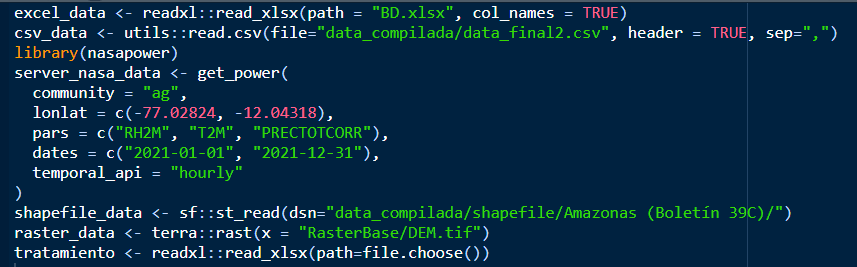 excel_data <- readxl::read_xlsx(path = "BD.xlsx", col_names = TRUE)
csv_data <- utils::read.csv(file="data_compilada/data_final2.csv", header = TRUE, sep=",")
library(nasapower)
server_nasa_data <- get_power(
  community = "ag",
  lonlat = c(-77.02824, -12.04318),
  pars = c("RH2M", "T2M", "PRECTOTCORR"),
  dates = c("2021-01-01", "2021-12-31"),
  temporal_api = "hourly"
)
shapefile_data <- sf::st_read(dsn="data_compilada/shapefile/Amazonas (Boletín 39C)/")
raster_data <- terra::rast(x = "RasterBase/DEM.tif")
tratamiento <- readxl::read_xlsx(path=file.choose())